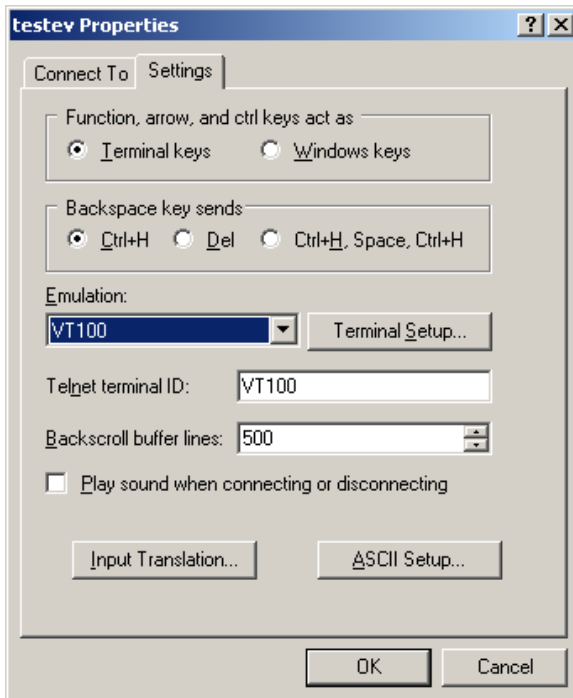 testev Properties
Connect To Settings
Function, arrow, and ctrl keys act as
Terminal keys Windows keys
Backspace key sends
Ctrl+H Del Ctrl+H, Space, Ctrl+H
Emulation:
VT100 Terminal Setup...
Telnet terminal ID: VT100
Backscroll buffer lines: 500
Play sound when connecting or disconnecting
Input Translation... ASCII Setup...
OK Cancel